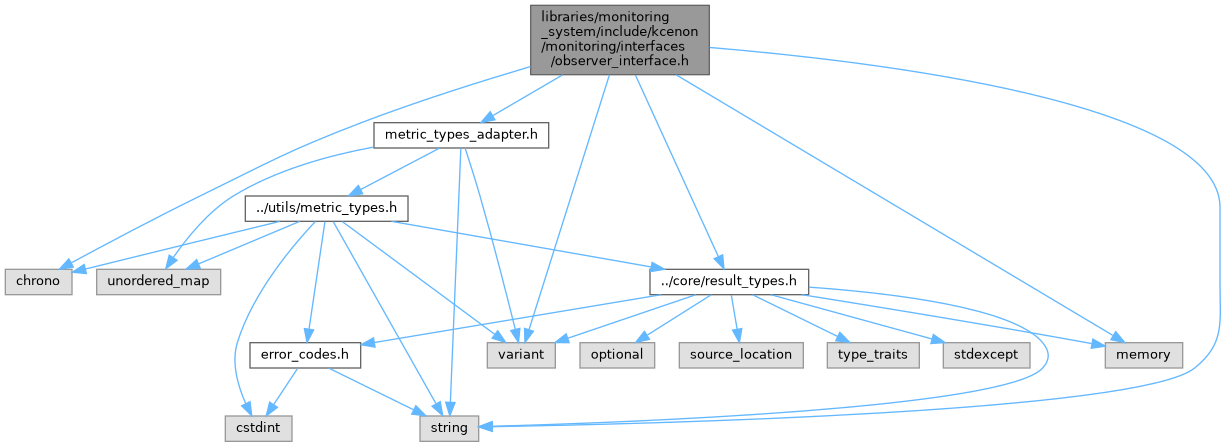 libraries/monitoring
_system/include/kcenon
/monitoring/interfaces
/observer_interface.h
metric_types_adapter.h
../utils/metric_types.h
chrono
unordered_map
../core/result_types.h
error_codes.h
variant
optional
source_location
type_traits
stdexcept
memory
cstdint
string